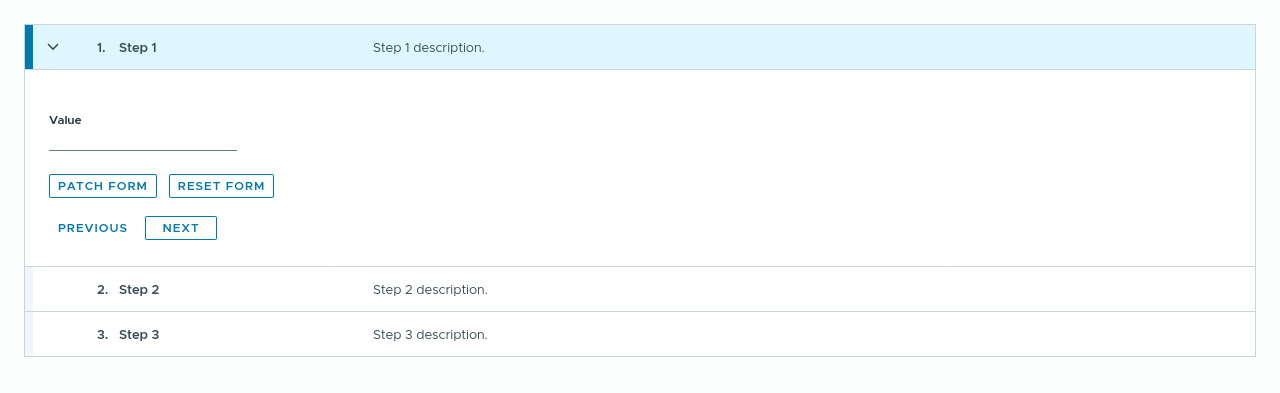 1. Step 1 Step 1 description.
Value
PATCH FORM RESET FORM
PREVIOUS NEXT
2. Step 2 Step 2 description.
3. Step 3 Step 3 description.